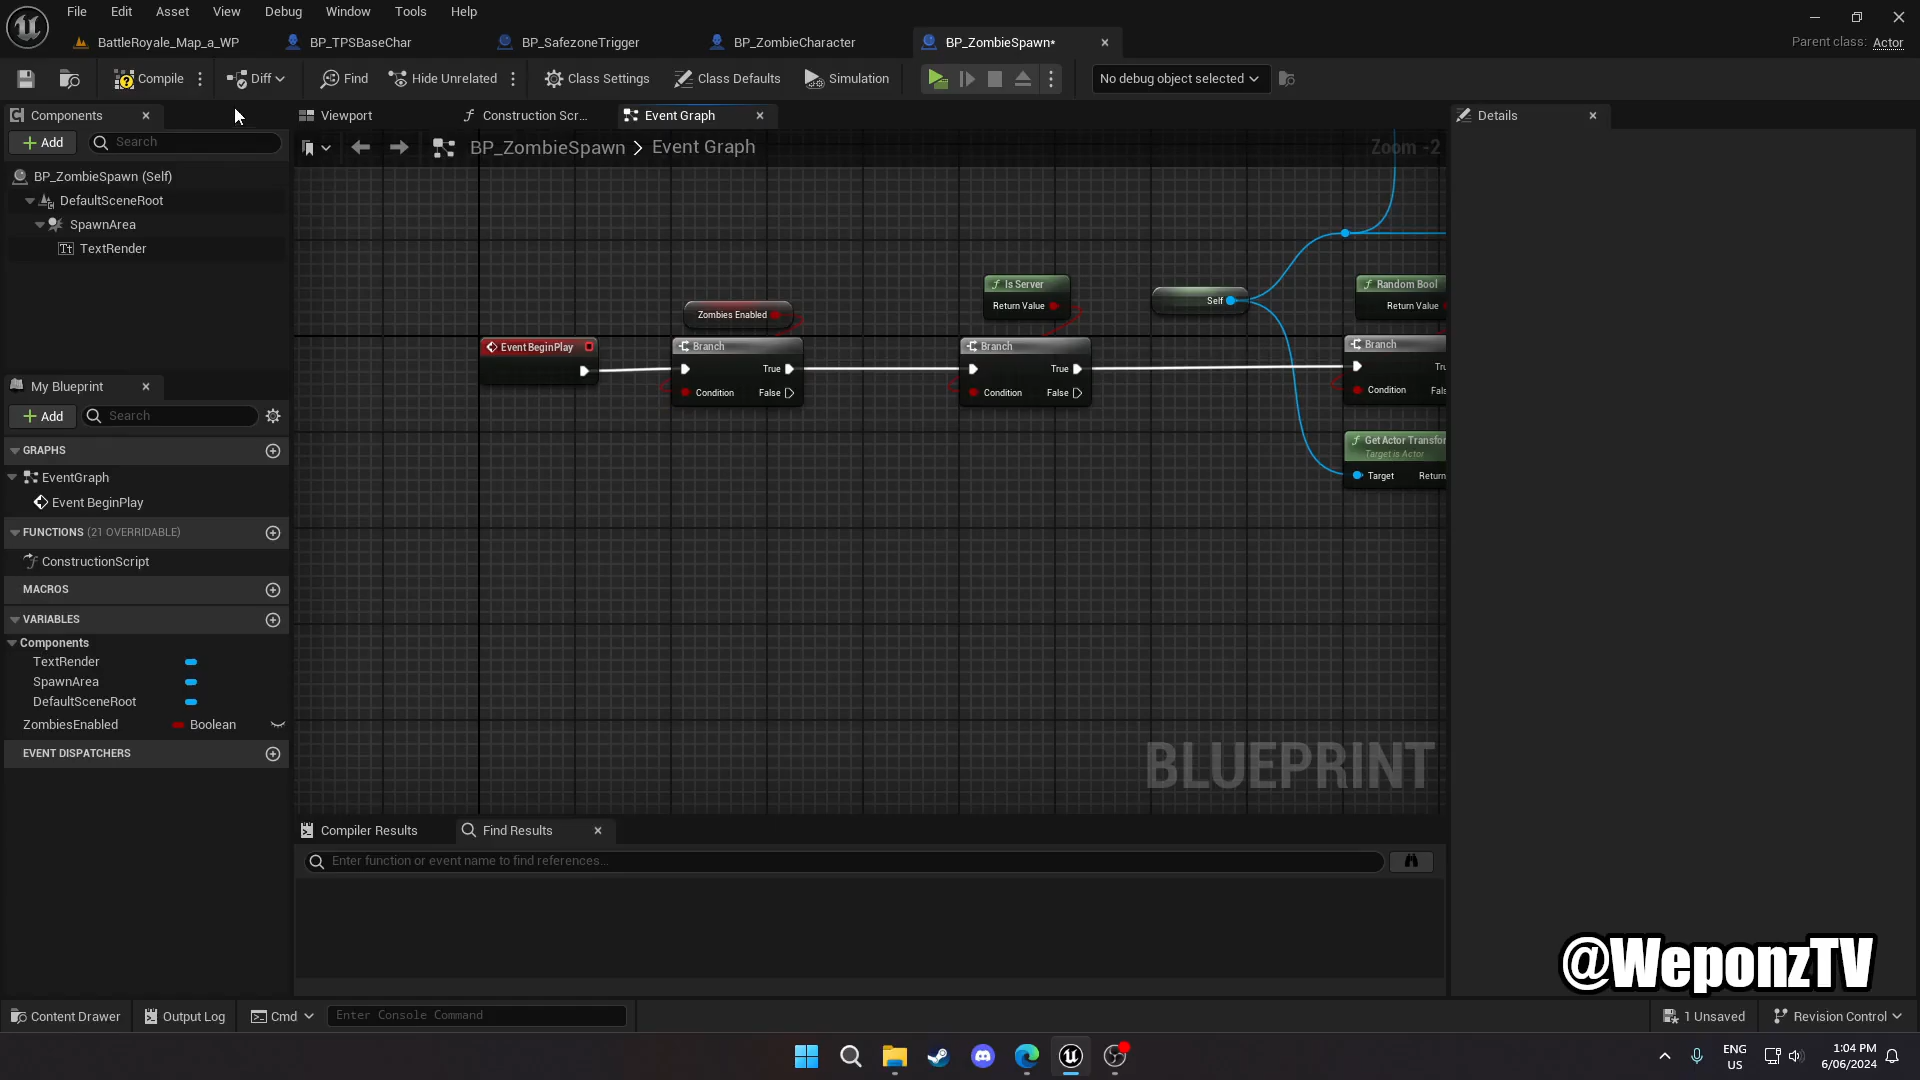 File Edit Asset View Debug Window Tools Help
BattleRoyale_Map_a_WP BP_TPSBaseChar BP_SafezoneTrigger BP_ZombieCharacter BP_ZombieSpawn*
Parent class: Actor
Compile Diff Find Hide Unrelated Class Settings Class Defaults Simulation No debug object selected
Components
Add Search
BP_ZombieSpawn (Self)
DefaultSceneRoot
SpawnArea
TextRender
My Blueprint
Add Search
GRAPHS
EventGraph
Event BeginPlay
FUNCTIONS (21 OVERRIDABLE)
ConstructionScript
MACROS
VARIABLES
Components
TextRender
SpawnArea
DefaultSceneRoot
ZombiesEnabled Boolean
EVENT DISPATCHERS
Viewport Construction Scr... Event Graph
BP_ZombieSpawn > Event Graph
Zoom -2
Zombies Enabled
Event BeginPlay
Branch
True
Condition False
Is Server
Return Value
Branch
True
Condition False
Self
Random Bool
Return Value
Branch
Tru
Condition Fals
Get Actor Transfor
Target is Actor
Target Return
BLUEPRINT
Compiler Results Find Results
Enter function or event name to find references...
Details
@WeponzTV
Content Drawer Output Log Cmd Enter Console Command
1 Unsaved Revision Control
ENG
US
1:04 PM
6/06/2024